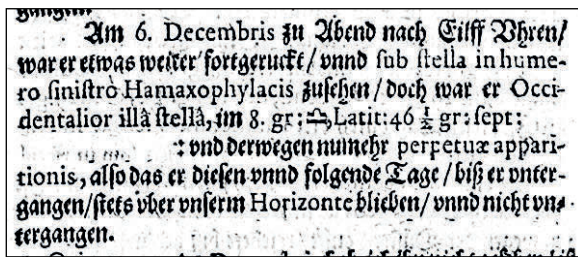 Am 6. Decembris zu Abend nach Eilff Vhren/
war er etwas weiter fortgeruckt/ vnnd sub stella in hume-
ro sinistrò Hamaxophylacis zusehen/ doch war er Occi-
dentalior illâ stellâ, im 8. gr: ♎, Latit: 46 ½ gr: sept:
: vnd derwegen numehr perpetuæ appari-
tionis, also das er diesen vnnd folgende Tage/ biß er vnter-
gangen/ stets vber vnserm Horizonte blieben/ vnnd nicht vn-
tergangen.